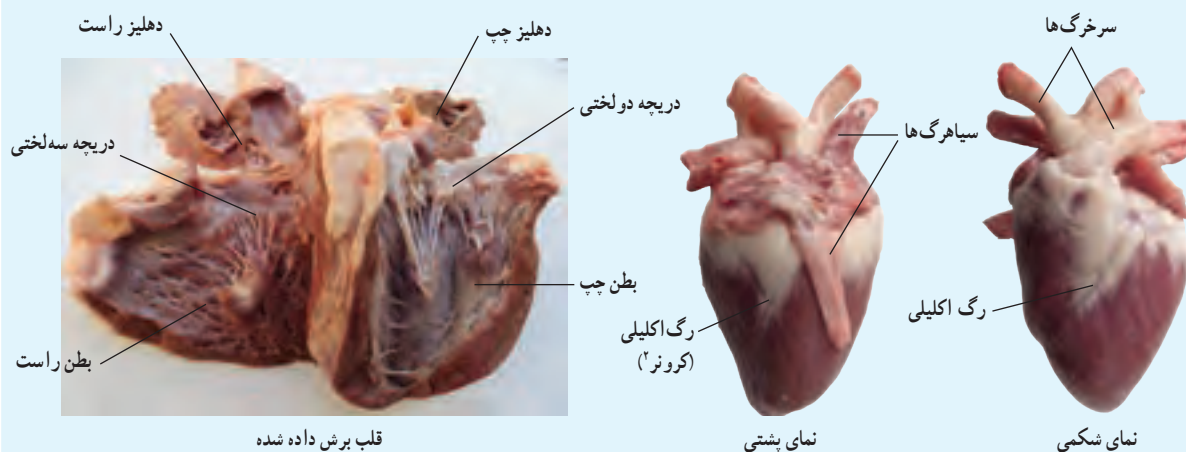 سرخرگ‌ها
سیاهرگ‌ها
رگ اکلیلی
رگ اکلیلی
(کرونر۲)
نمای شکمی
نمای پشتی
دهلیز چپ
دهلیز راست
دریچه دولختی
دریچه سه‌لختی
بطن چپ
بطن راست
قلب برش داده شده